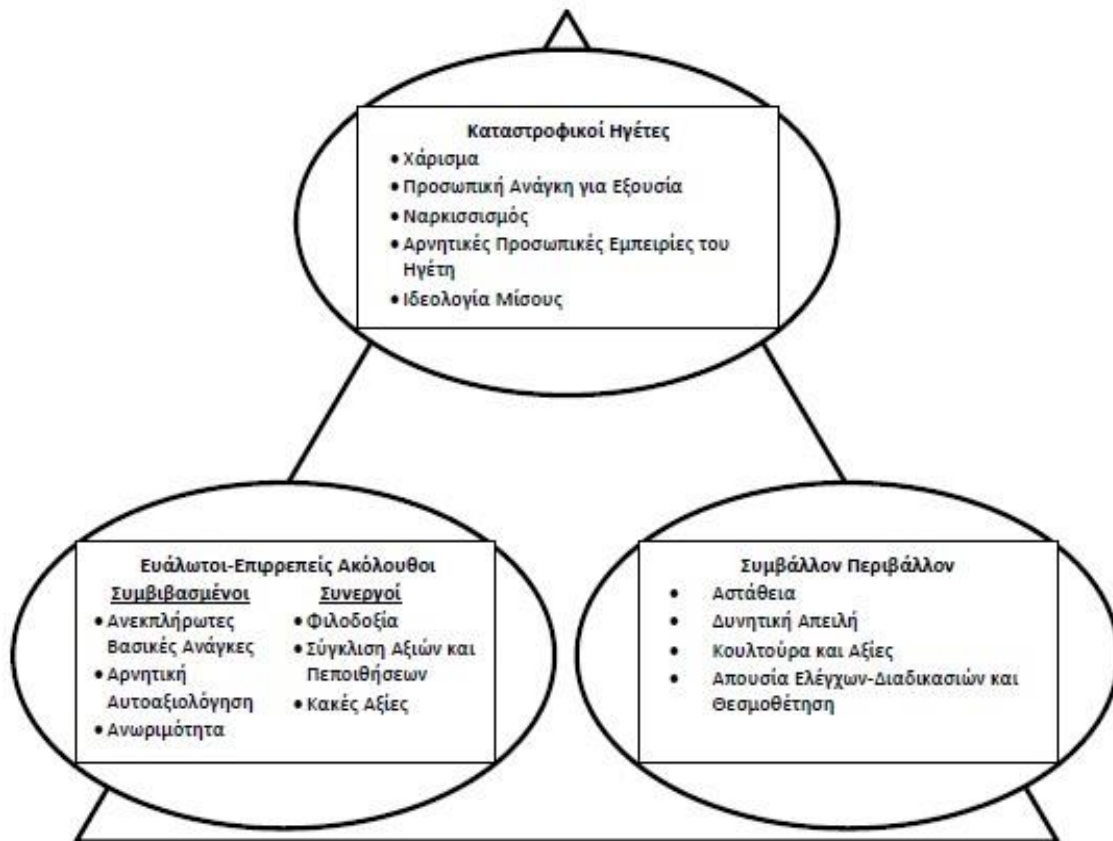 Καταστροφικοί Ηγέτες
• Χάρισμα
• Προσωπική Ανάγκη για Εξουσία
• Ναρκισσισμός
• Αρνητικές Προσωπικές Εμπειρίες του
Ηγέτη
• Ιδεολογία Μίσους
Ευάλωτοι-Επιρρεπείς Ακόλουθοι
Συμβιβασμένοι
• Ανεκπλήρωτες
Βασικές Ανάγκες
• Αρνητική
Αυτοαξιολόγηση
• Ανωριμότητα
Συνεργοί
• Φιλοδοξία
• Σύγκλιση Αξιών και
Πεποιθήσεων
• Κακές Αξίες
Συμβάλλον Περιβάλλον
• Αστάθεια
• Δυνητική Απειλή
• Κουλτούρα και Αξίες
• Απουσία Ελέγχων-Διαδικασιών και
Θεσμοθέτηση